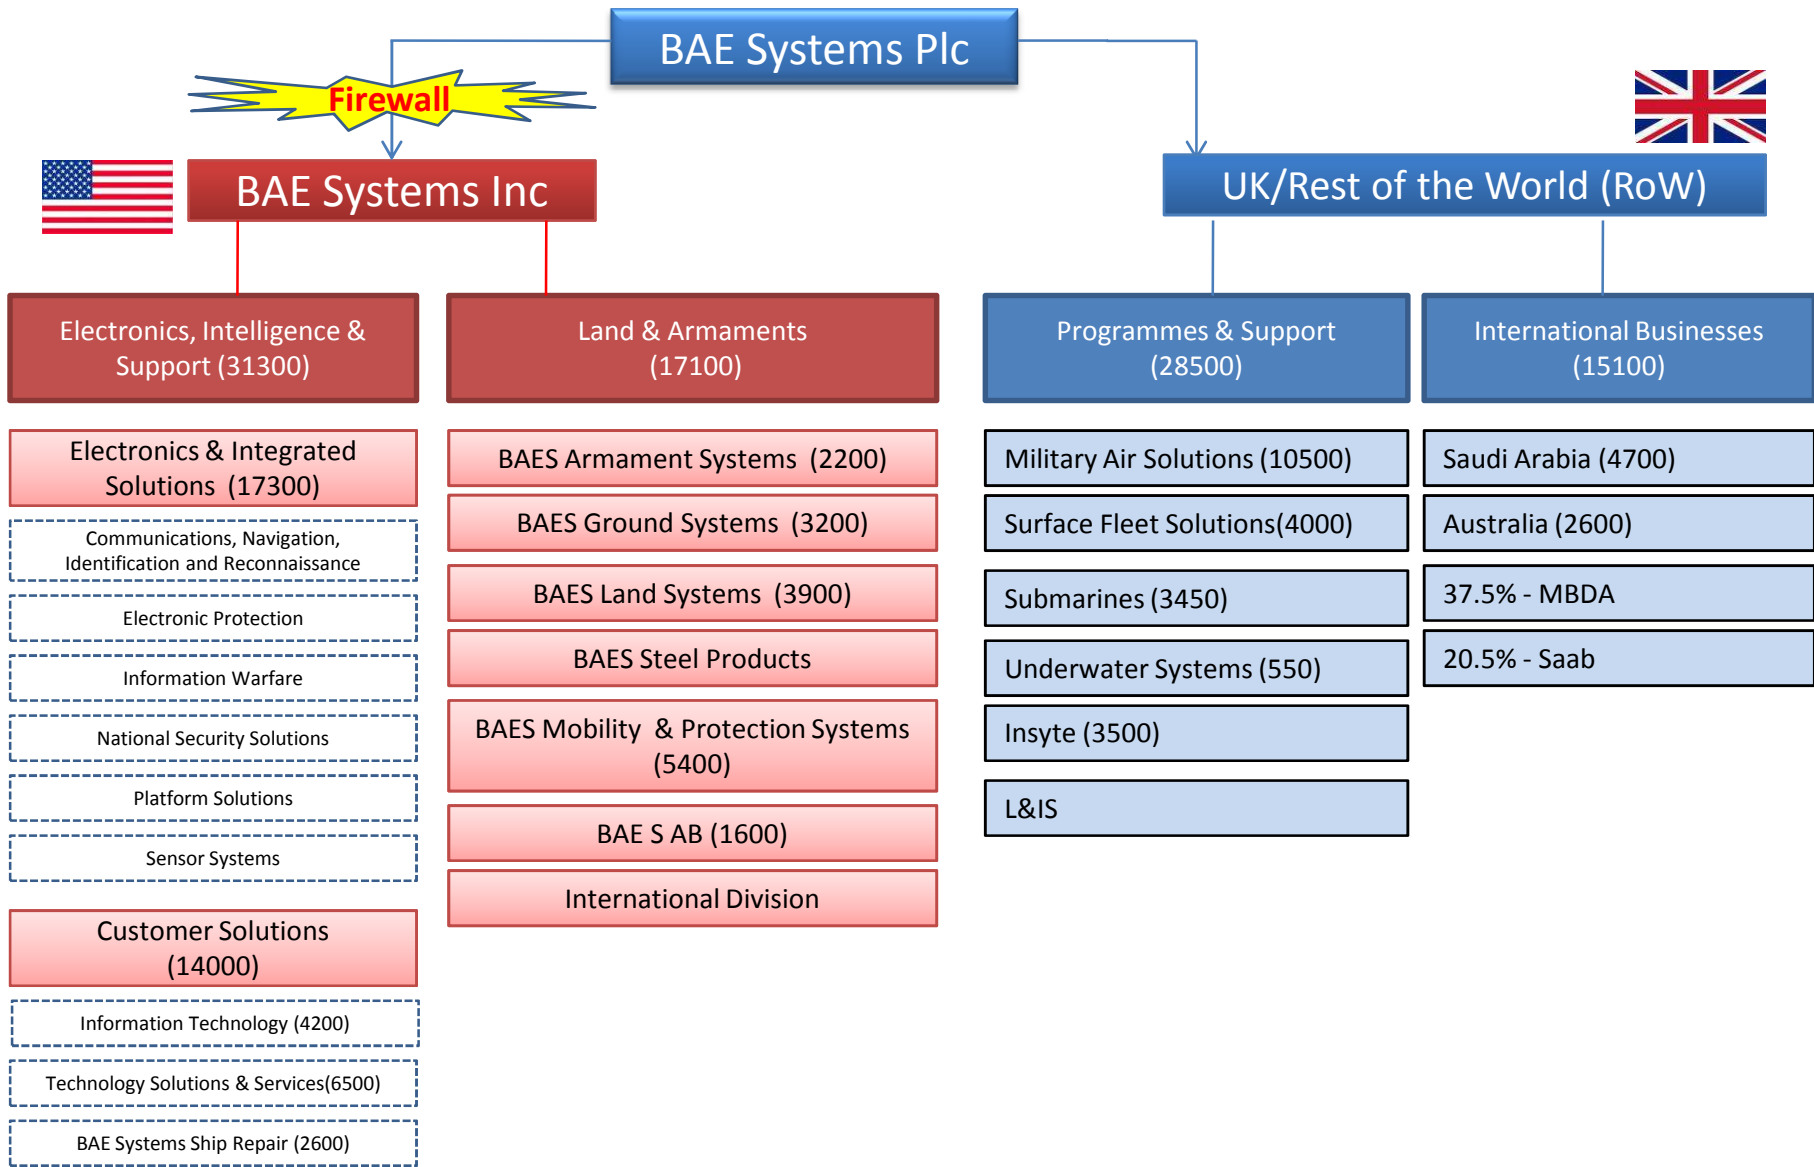 BAE Systems Plc
Firewall
BAE Systems Inc
UK/Rest of the World (RoW)
Electronics, Intelligence &
Support (31300)
Land & Armaments
(17100)
Programmes & Support
(28500)
International Businesses
(15100)
Electronics & Integrated
Solutions (17300)
Communications, Navigation,
Identification and Reconnaissance
Electronic Protection
Information Warfare
National Security Solutions
Platform Solutions
Sensor Systems
Customer Solutions
(14000)
Information Technology (4200)
Technology Solutions & Services(6500)
BAE Systems Ship Repair (2600)
BAES Armament Systems (2200)
BAES Ground Systems (3200)
BAES Land Systems (3900)
BAES Steel Products
BAES Mobility & Protection Systems
(5400)
BAE S AB (1600)
International Division
Military Air Solutions (10500)
Surface Fleet Solutions(4000)
Submarines (3450)
Underwater Systems (550)
Insyte (3500)
L&IS
Saudi Arabia (4700)
Australia (2600)
37.5% - MBDA
20.5% - Saab